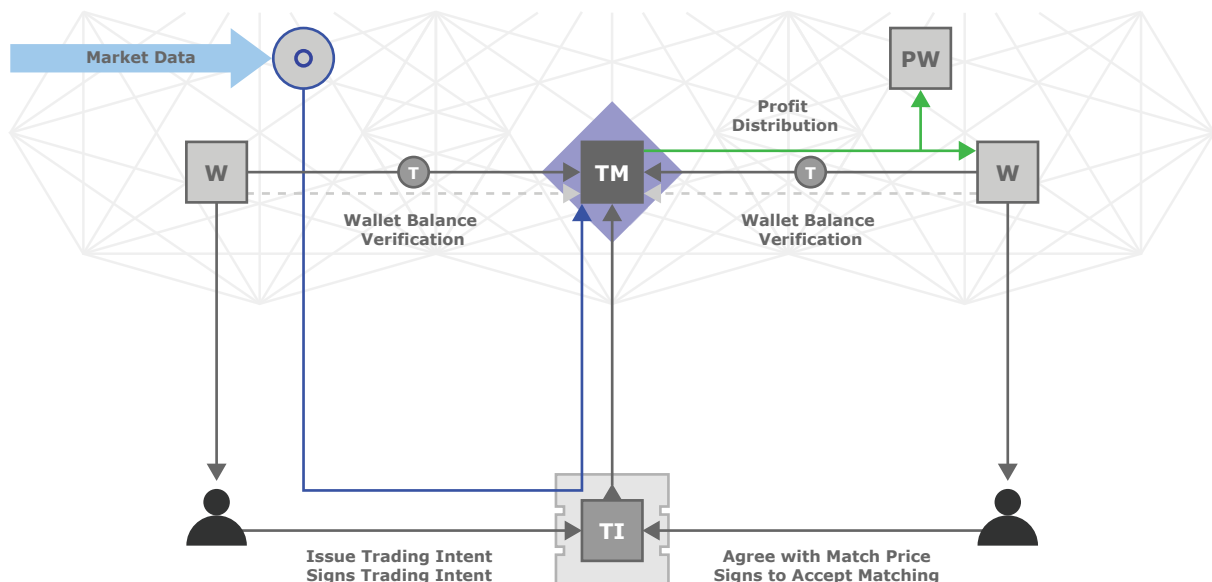 Market Data
O
PW
Profit
Distribution
W
T
TM
T
W
Wallet Balance
Verification
Wallet Balance
Verification
TI
Issue Trading Intent
Signs Trading Intent
Agree with Match Price
Signs to Accept Matching